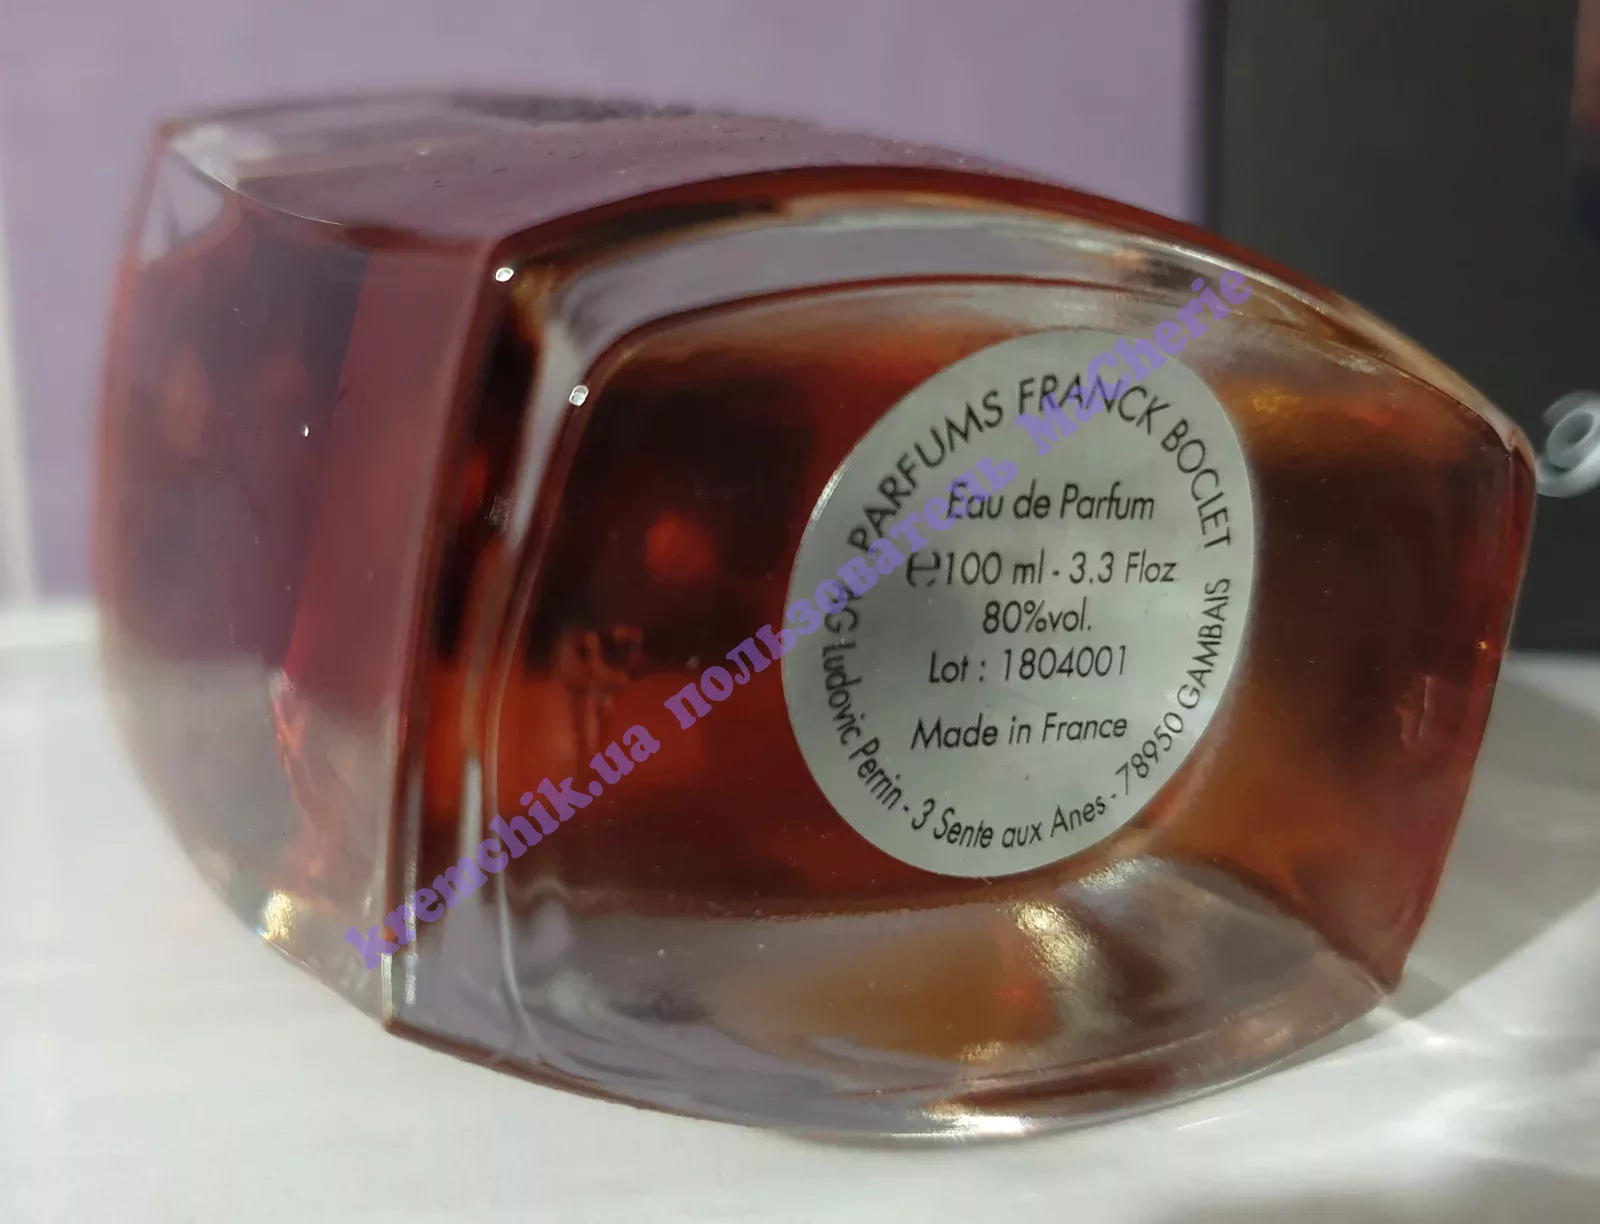 PARFUMS FRANCK BOCLET
Eau de Parfum
℮100 ml - 3.3 Floz
80%vol.
Lot : 1804001
Made in France
Ludovic Perrin - 3 Sente aux Anes - 78950 GAMBAIS
kremchik.ua пользователь MaCherie